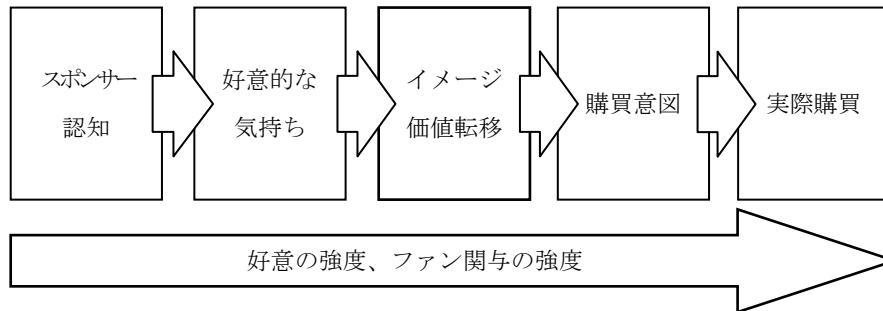 スポンサー
認知
好意的な
気持ち
イメージ
価値転移
購買意図
実際購買
好意の強度、ファン関与の強度